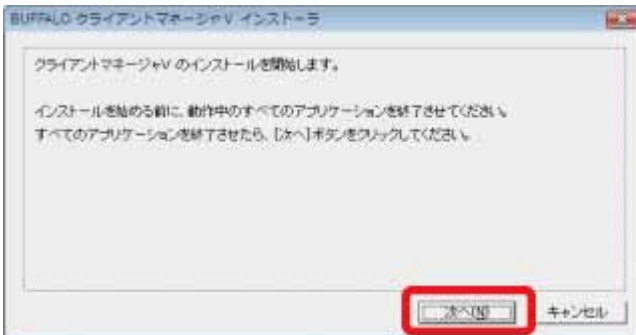 BUFFALO クライアントマネージャV インストーラ
クライアントマネージャV のインストールを開始します。
インストールを始める前に、動作中のすべてのアプリケーションを終了させてください。
すべてのアプリケーションを終了させたら、[次へ]ボタンをクリックしてください。
次へ(N)
キャンセル